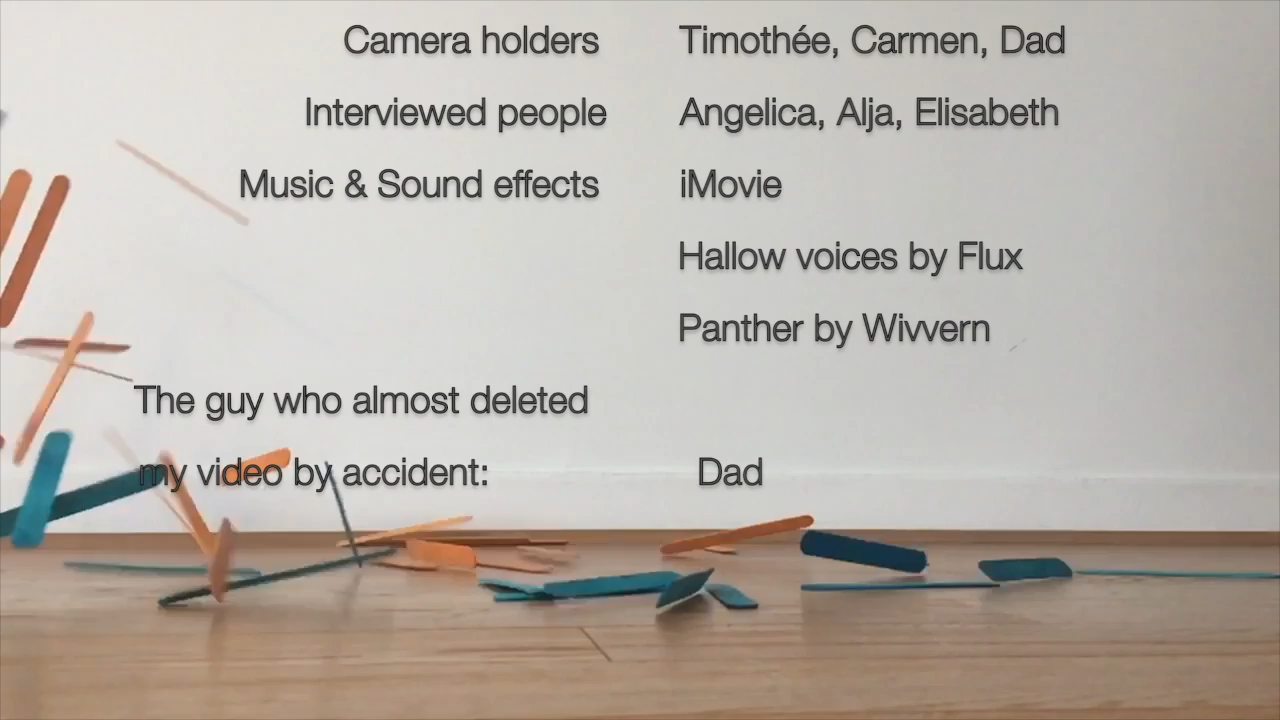 Camera holders Timothée, Carmen, Dad
Interviewed people Angelica, Alja, Elisabeth
Music & Sound effects iMovie
Hallow voices by Flux
Panther by Wivvern
The guy who almost deleted
my video by accident: Dad